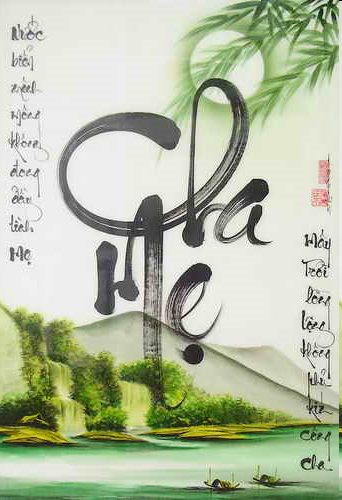 Cha
Mẹ
Nước
biển
mênh
mông
không
đong
đầy
tình
Mẹ
Mây
Trời
lồng
lộng
không
phủ
kín
công
Cha